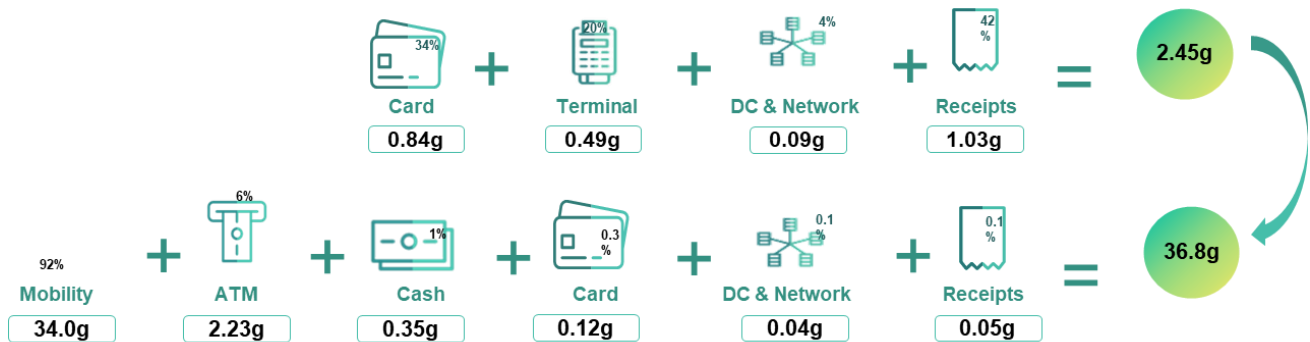 34% + 20% + 4% + 42 % = 2.45g
Card Terminal DC & Network Receipts
0.84g 0.49g 0.09g 1.03g
92% + 6% + 1% + 0.3 % + 0.1 % + 0.1 % = 36.8g
Mobility ATM Cash Card DC & Network Receipts
34.0g 2.23g 0.35g 0.12g 0.04g 0.05g